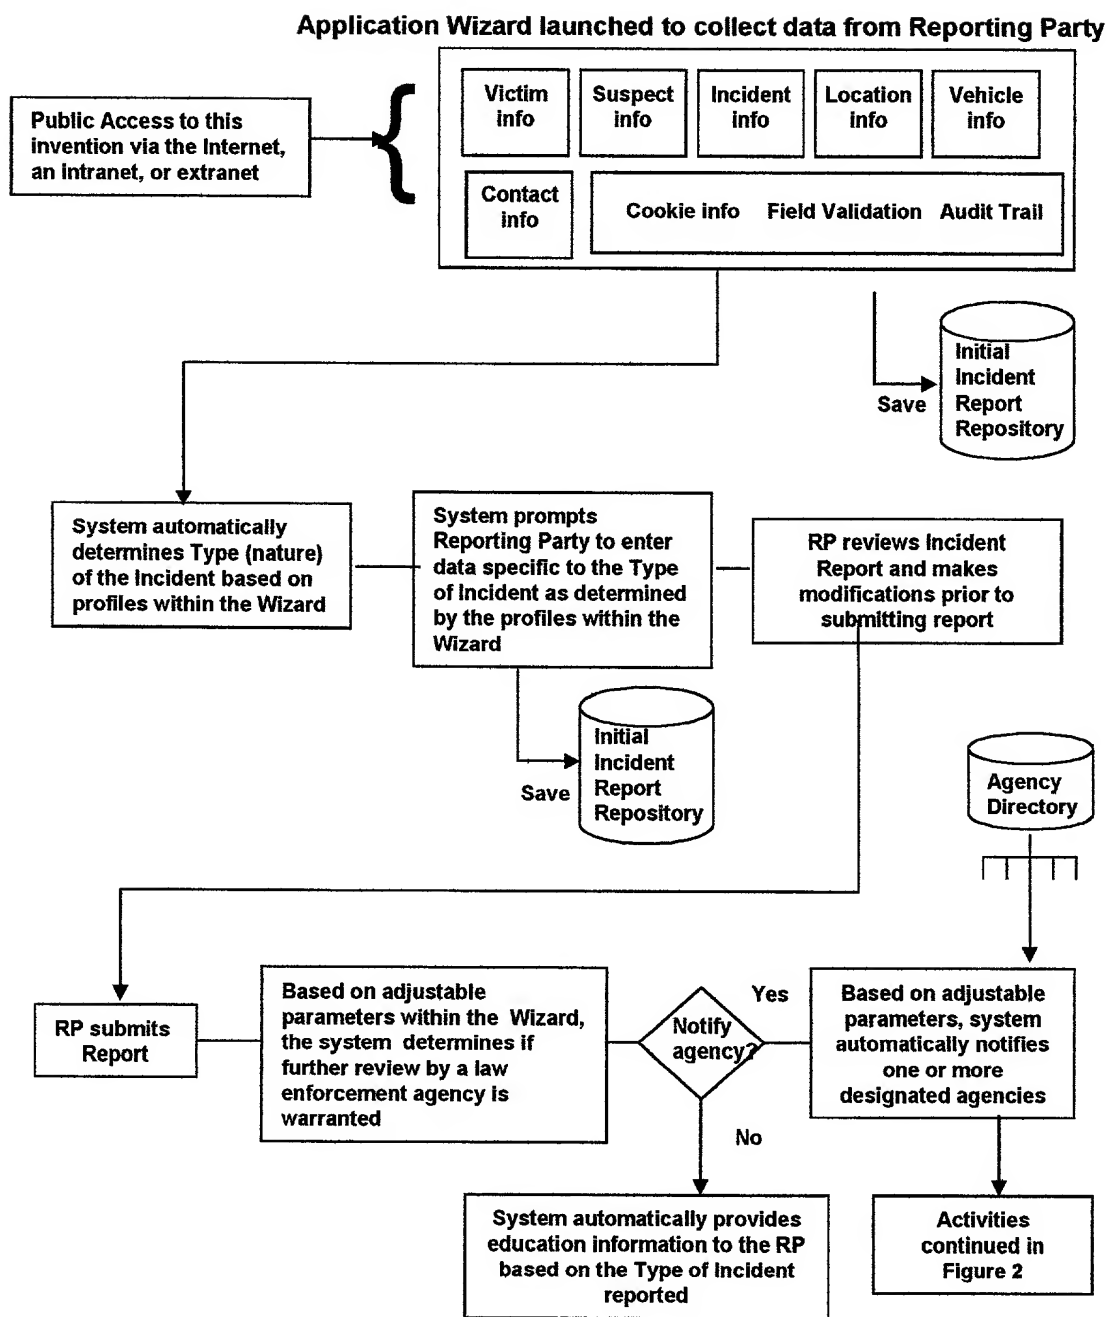 Application Wizard launched to collect data from Reporting Party
Public Access to this
invention via the Internet,
an Intranet, or extranet
Victim
info
Suspect
info
Incident
info
Location
info
Vehicle
info
Contact
info
Cookie info Field Validation Audit Trail
Save
Initial
Incident
Report
Repository
System automatically
determines Type (nature)
of the Incident based on
profiles within the Wizard
System prompts
Reporting Party to enter
data specific to the Type
of Incident as determined
by the profiles within the
Wizard
RP reviews Incident
Report and makes
modifications prior to
submitting report
Save
Initial
Incident
Report
Repository
Agency
Directory
RP submits
Report
Based on adjustable
parameters within the Wizard,
the system determines if
further review by a law
enforcement agency is
warranted
Notify
agency?
Yes
No
Based on adjustable
parameters, system
automatically notifies
one or more
designated agencies
System automatically provides
education information to the RP
based on the Type of Incident
reported
Activities
continued in
Figure 2